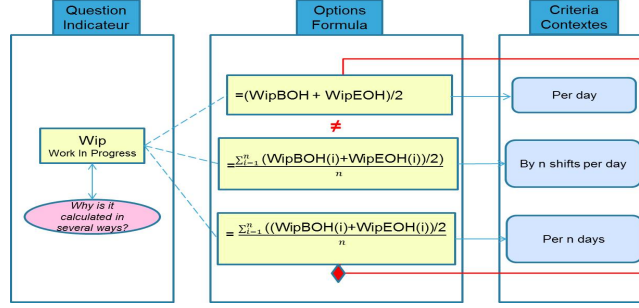 Question
Indicateur
Options
Formula
Criteria
Contextes
Wip
Work In Progress
Why is it
calculated in
several ways?
=(WipBOH + WipEOH)/2
≠
=∑ⁿᵢ₌₁ (WipBOH(i)+WipEOH(i))/2)
n
= ∑ⁿᵢ₌₁ ((WipBOH(i)+WipEOH(i))/2
n
Per day
By n shifts per day
Per n days